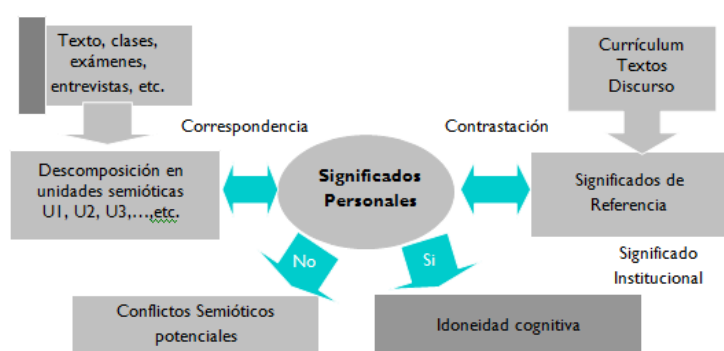 Texto, clases,
exámenes,
entrevistas, etc.
Currículum
Textos
Discurso
Correspondencia
Contrastación
Descomposición en
unidades semióticas
U1, U2, U3,...,etc.
Significados
Personales
Significados de
Referencia
Significado
Institucional
No
Si
Conflictos Semióticos
potenciales
Idoneidad cognitiva